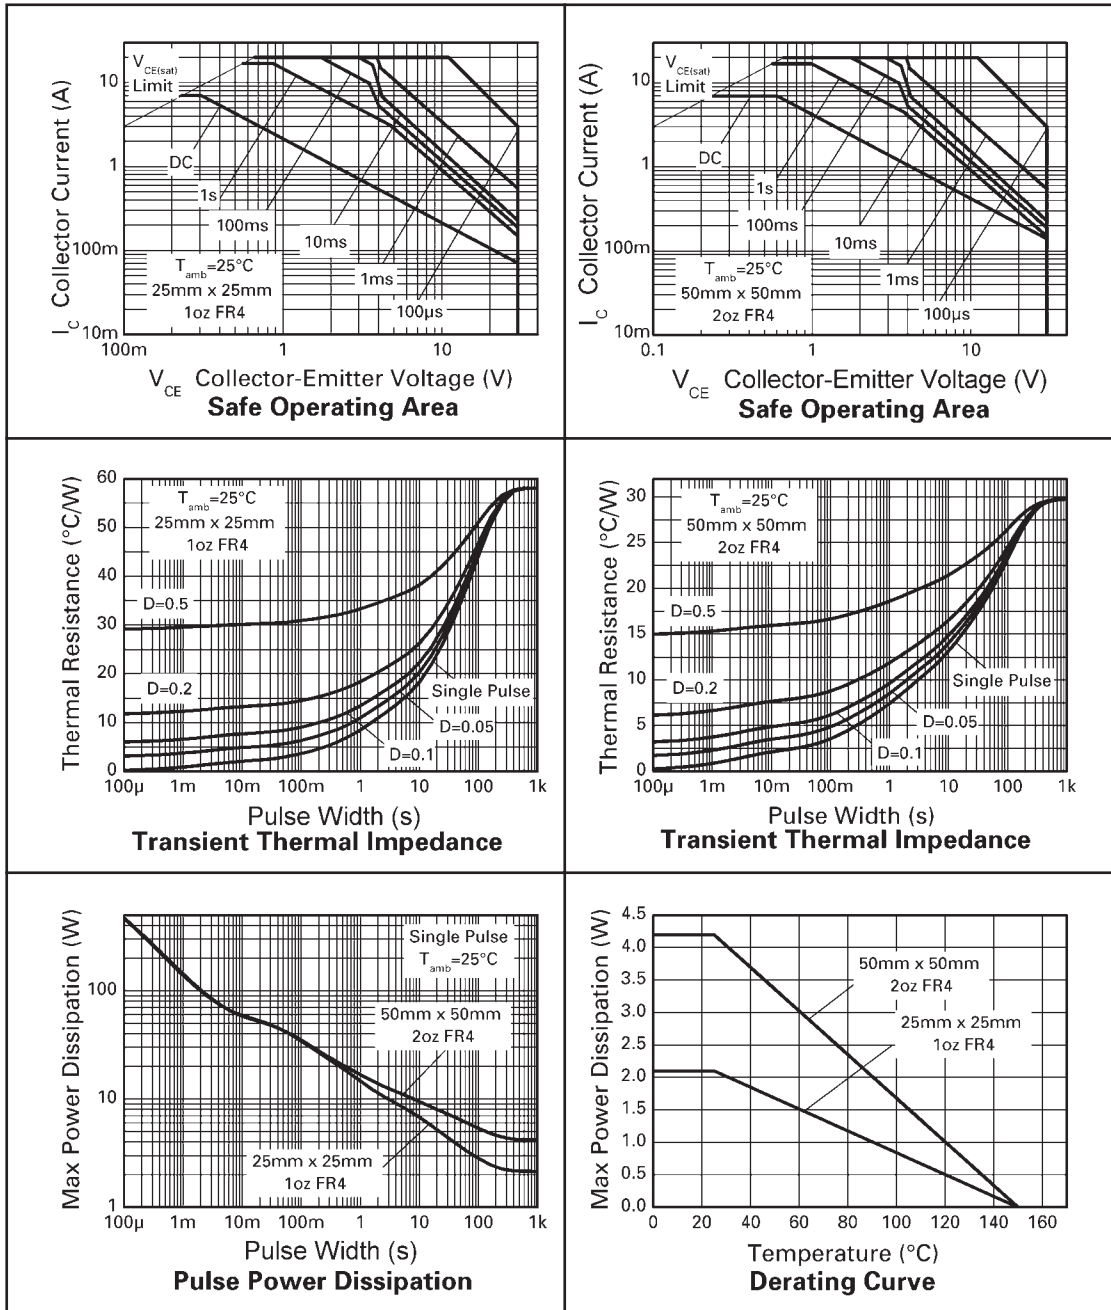 I_C Collector Current (A)
10
1
100m
10m
V_CE(sat)
Limit
DC
1s
100ms
10ms
1ms
100µs
T_amb=25°C
25mm x 25mm
1oz FR4
100m 1 10
V_CE Collector-Emitter Voltage (V)
Safe Operating Area
I_C Collector Current (A)
10
1
100m
10m
V_CE(sat)
Limit
DC
1s
100ms
10ms
1ms
100µs
T_amb=25°C
50mm x 50mm
2oz FR4
0.1 1 10
V_CE Collector-Emitter Voltage (V)
Safe Operating Area
Thermal Resistance (°C/W)
60
50
40
30
20
10
0
T_amb=25°C
25mm x 25mm
1oz FR4
D=0.5
D=0.2
Single Pulse
D=0.05
D=0.1
100µ 1m 10m 100m 1 10 100 1k
Pulse Width (s)
Transient Thermal Impedance
Thermal Resistance (°C/W)
30
25
20
15
10
5
0
T_amb=25°C
50mm x 50mm
2oz FR4
D=0.5
D=0.2
Single Pulse
D=0.05
D=0.1
100µ 1m 10m 100m 1 10 100 1k
Pulse Width (s)
Transient Thermal Impedance
Max Power Dissipation (W)
100
10
1
Single Pulse
T_amb=25°C
50mm x 50mm
2oz FR4
25mm x 25mm
1oz FR4
100µ 1m 10m 100m 1 10 100 1k
Pulse Width (s)
Pulse Power Dissipation
Max Power Dissipation (W)
4.5
4.0
3.5
3.0
2.5
2.0
1.5
1.0
0.5
0.0
50mm x 50mm
2oz FR4
25mm x 25mm
1oz FR4
0 20 40 60 80 100 120 140 160
Temperature (°C)
Derating Curve